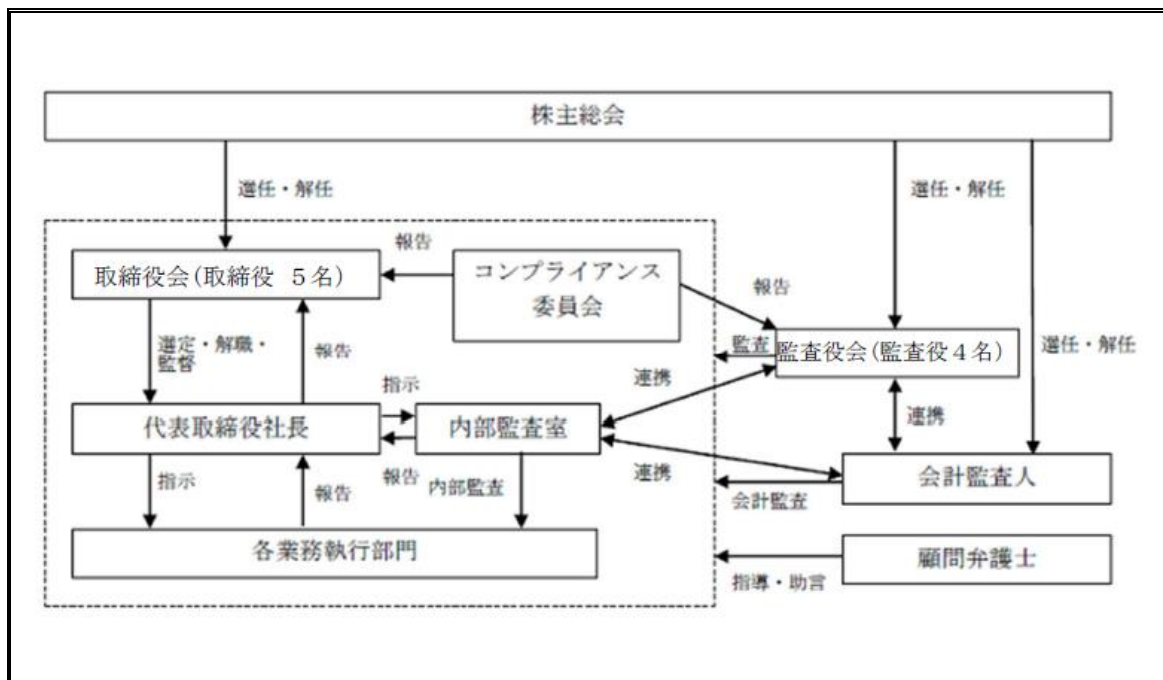 株主総会
選任・解任
選任・解任
報告
取締役会(取締役 5名)
コンプライアンス
委員会
報告
選定・解職・
監督
報告
監査
監査役会(監査役4名)
選任・解任
指示
連携
代表取締役社長
内部監査室
連携
指示
報告
報告
内部監査
連携
会計監査人
会計監査
各業務執行部門
顧問弁護士
指導・助言